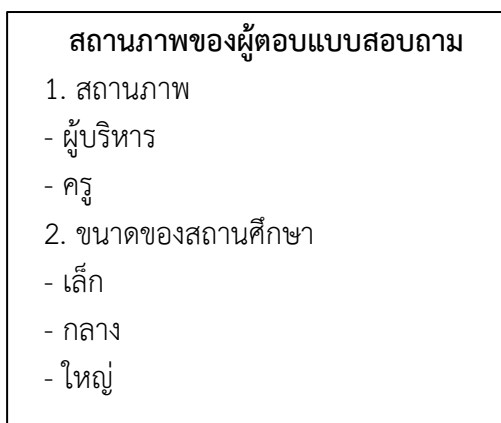 สถานภาพของผู้ตอบแบบสอบถาม
1. สถานภาพ
- ผู้บริหาร
- ครู
2. ขนาดของสถานศึกษา
- เล็ก
- กลาง
- ใหญ่